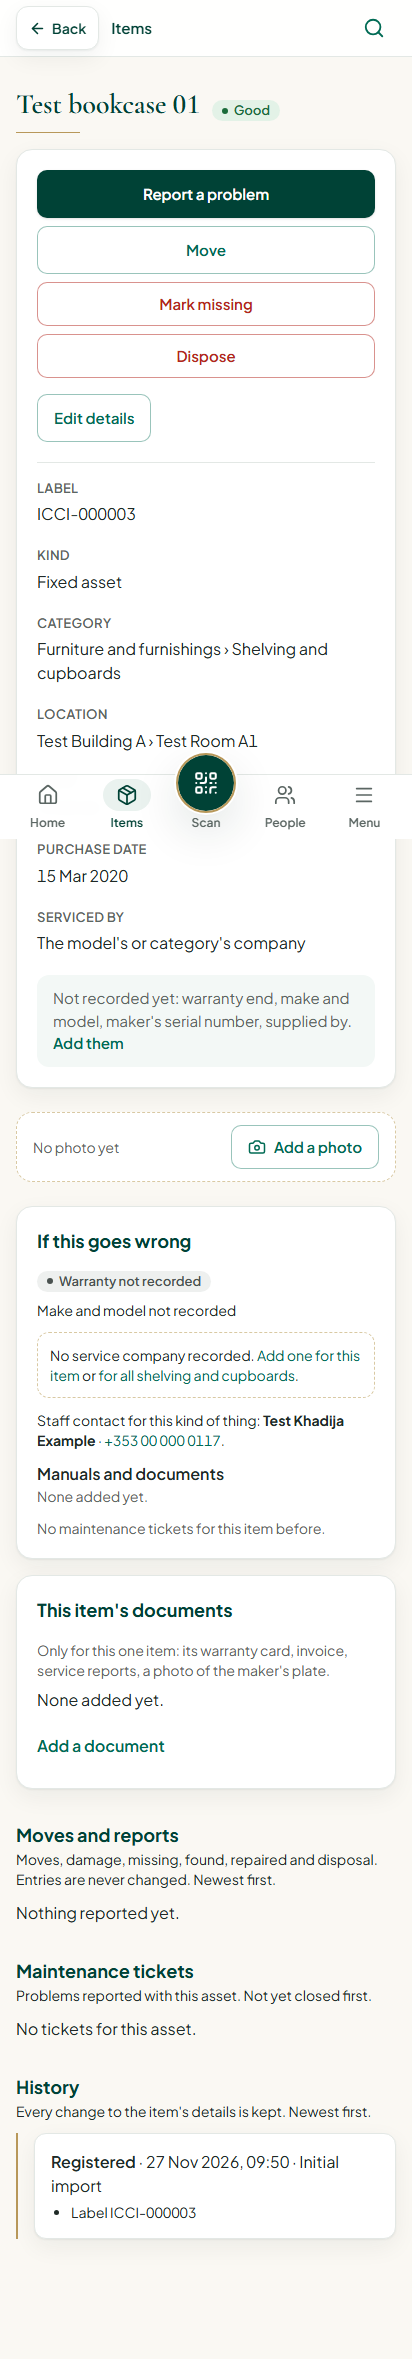 Back
Items
Test bookcase 01
Good
Report a problem
Move
Mark missing
Dispose
Edit details
LABEL
ICCI-000003
KIND
Fixed asset
CATEGORY
Furniture and furnishings › Shelving and
cupboards
LOCATION
Test Building A › Test Room A1
Home
Items
Scan
People
Menu
PURCHASE DATE
15 Mar 2020
SERVICED BY
The model's or category's company
Not recorded yet: warranty end, make and
model, maker's serial number, supplied by.
Add them
No photo yet
Add a photo
If this goes wrong
Warranty not recorded
Make and model not recorded
No service company recorded. Add one for this
item or for all shelving and cupboards.
Staff contact for this kind of thing: Test Khadija
Example · +353 00 000 0117.
Manuals and documents
None added yet.
No maintenance tickets for this item before.
This item's documents
Only for this one item: its warranty card, invoice,
service reports, a photo of the maker's plate.
None added yet.
Add a document
Moves and reports
Moves, damage, missing, found, repaired and disposal.
Entries are never changed. Newest first.
Nothing reported yet.
Maintenance tickets
Problems reported with this asset. Not yet closed first.
No tickets for this asset.
History
Every change to the item's details is kept. Newest first.
Registered · 27 Nov 2026, 09:50 · Initial
import
• Label ICCI-000003